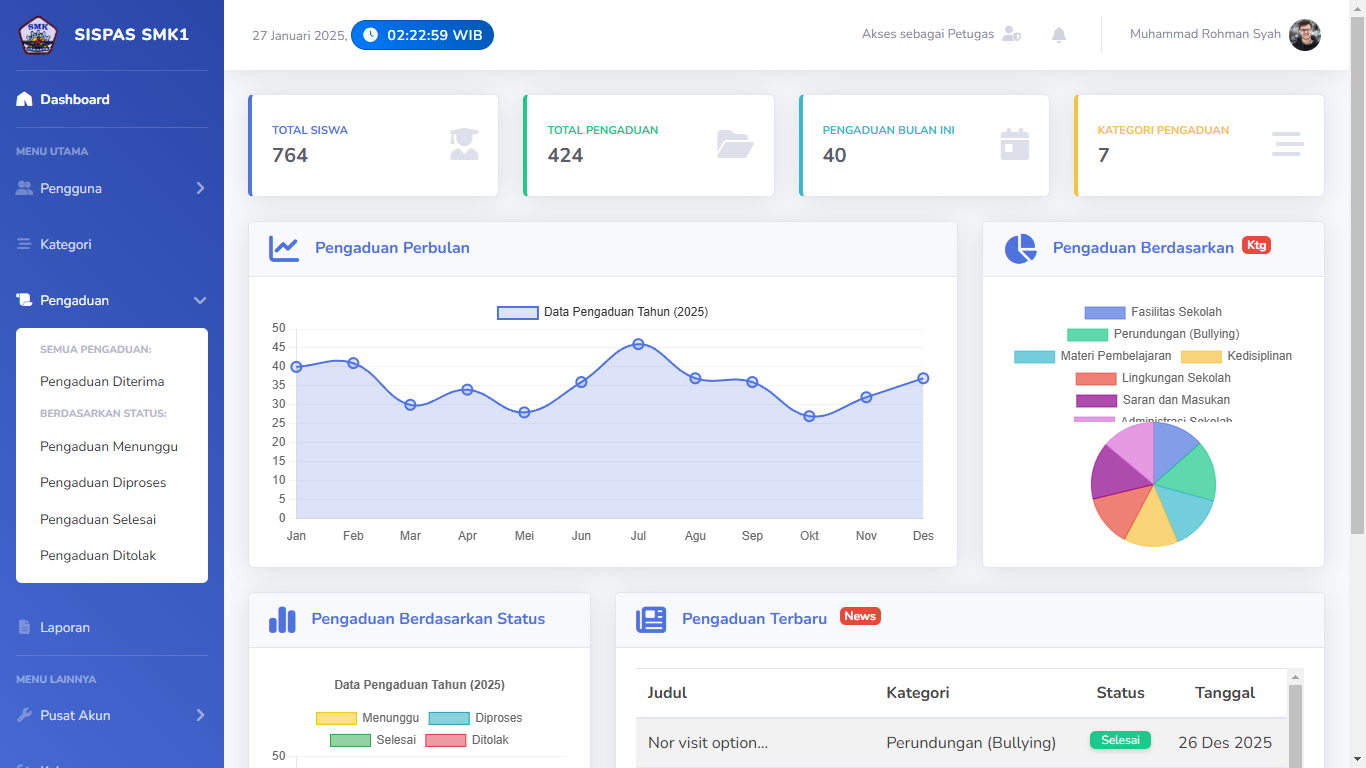 SMK
SISPAS SMK1
Dashboard
MENU UTAMA
Pengguna
Kategori
Pengaduan
SEMUA PENGADUAN:
Pengaduan Diterima
BERDASARKAN STATUS:
Pengaduan Menunggu
Pengaduan Diproses
Pengaduan Selesai
Pengaduan Ditolak
Laporan
MENU LAINNYA
Pusat Akun
27 Januari 2025, 02:22:59 WIB
Akses sebagai Petugas
Muhammad Rohman Syah
TOTAL SISWA
764
TOTAL PENGADUAN
424
PENGADUAN BULAN INI
40
KATEGORI PENGADUAN
7
Pengaduan Perbulan
Data Pengaduan Tahun (2025)
50
45
40
35
30
25
20
15
10
5
0
Jan Feb Mar Apr Mei Jun Jul Agu Sep Okt Nov Des
Pengaduan Berdasarkan Ktg
Fasilitas Sekolah
Perundungan (Bullying)
Materi Pembelajaran Kedisiplinan
Lingkungan Sekolah
Saran dan Masukan
Administrasi Sekolah
Pengaduan Berdasarkan Status
Data Pengaduan Tahun (2025)
Menunggu Diproses
Selesai Ditolak
50
Pengaduan Terbaru News
Judul Kategori Status Tanggal
Nor visit option... Perundungan (Bullying) Selesai 26 Des 2025